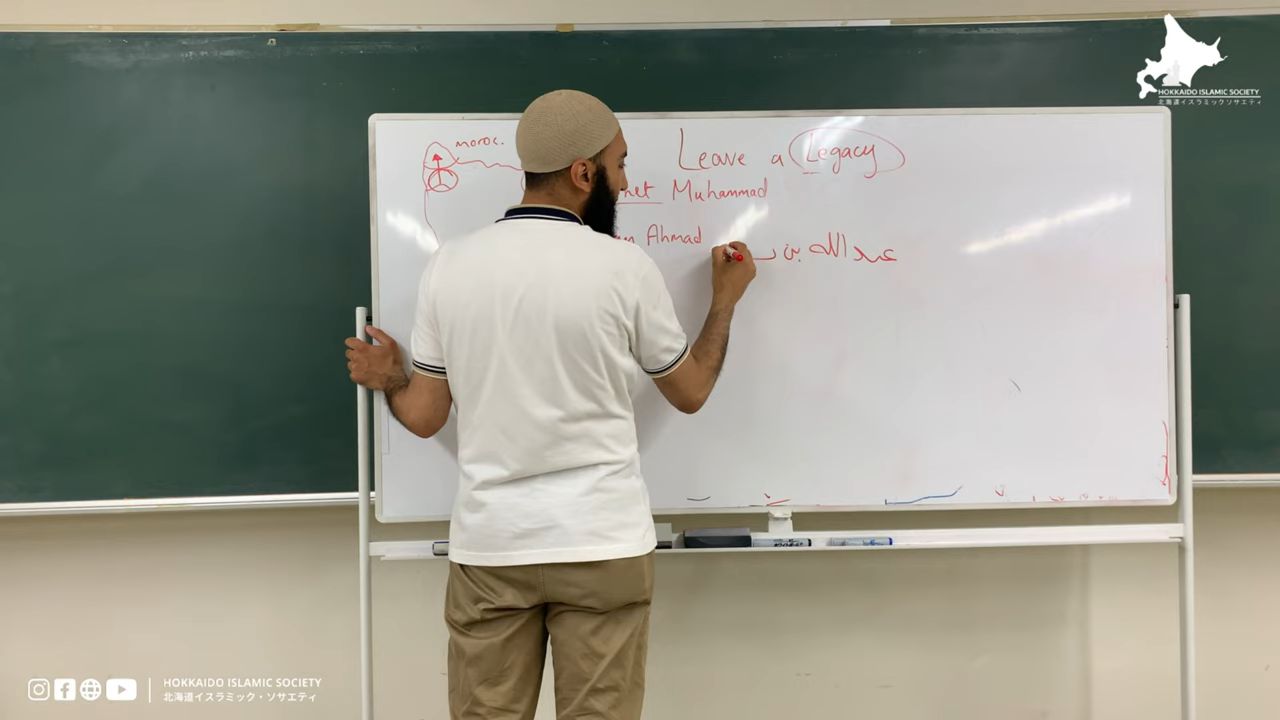 HOKKAIDO ISLAMIC SOCIETY
北海道イスラミックソサエティ
moroc.
Leave a Legacy
Muhammad
Ahmad
عبد الله بن
HOKKAIDO ISLAMIC SOCIETY
北海道イスラミック・ソサエティ